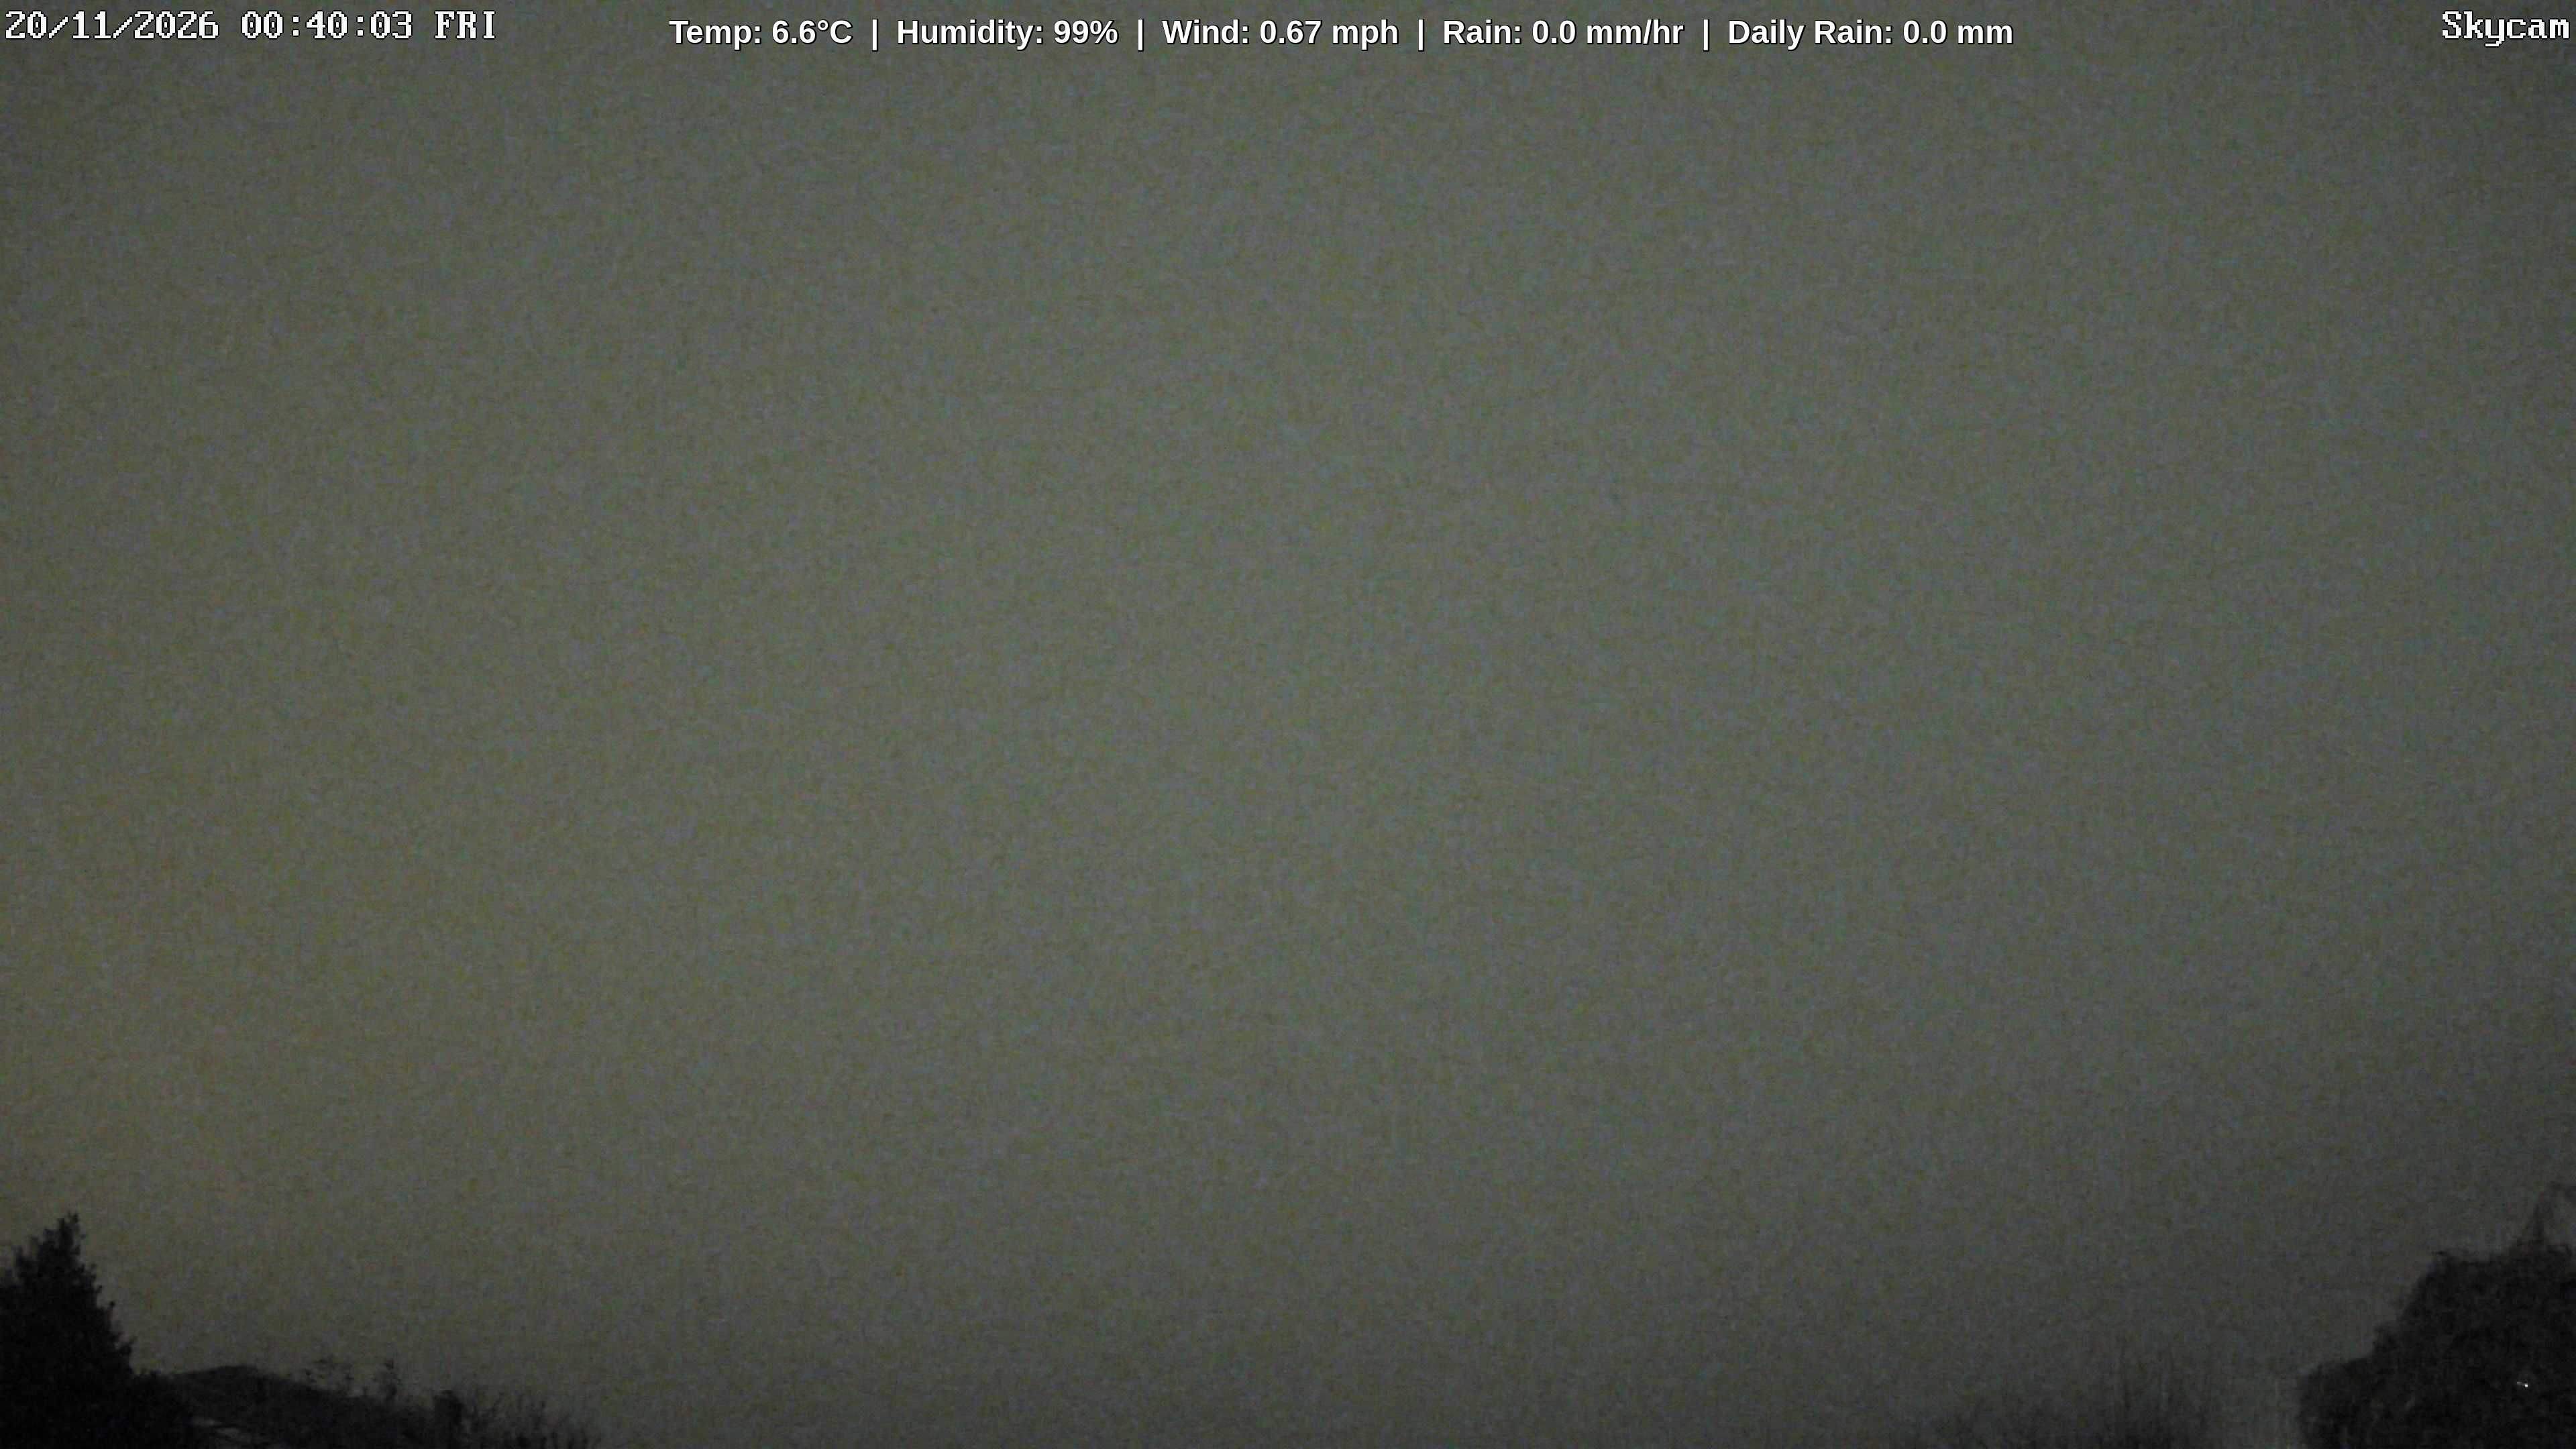 20/11/2026 00:40:03 FRI
Temp: 6.6°C | Humidity: 99% | Wind: 0.67 mph | Rain: 0.0 mm/hr | Daily Rain: 0.0 mm
Skycam